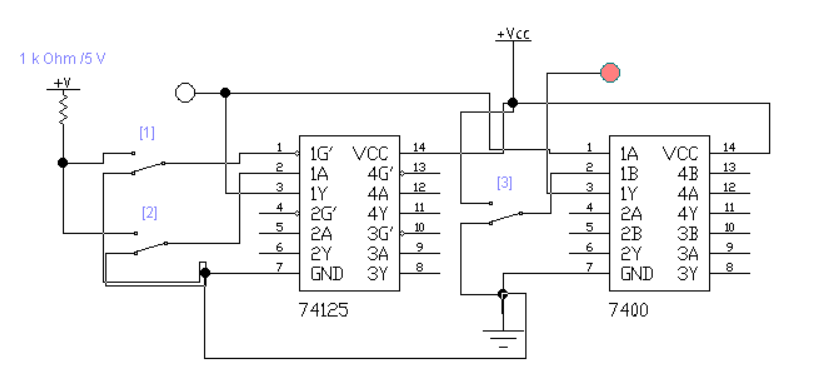 +Vcc
1 k Ohm /5 V
+V
[1]
[2]
[3]
1 1G' VCC 14
2 1A 4G' 13
3 1Y 4A 12
4 2G' 4Y 11
5 2A 3G' 10
6 2Y 3A 9
7 GND 3Y 8
74125
1 1A VCC 14
2 1B 4B 13
3 1Y 4A 12
4 2A 4Y 11
5 2B 3B 10
6 2Y 3A 9
7 GND 3Y 8
7400